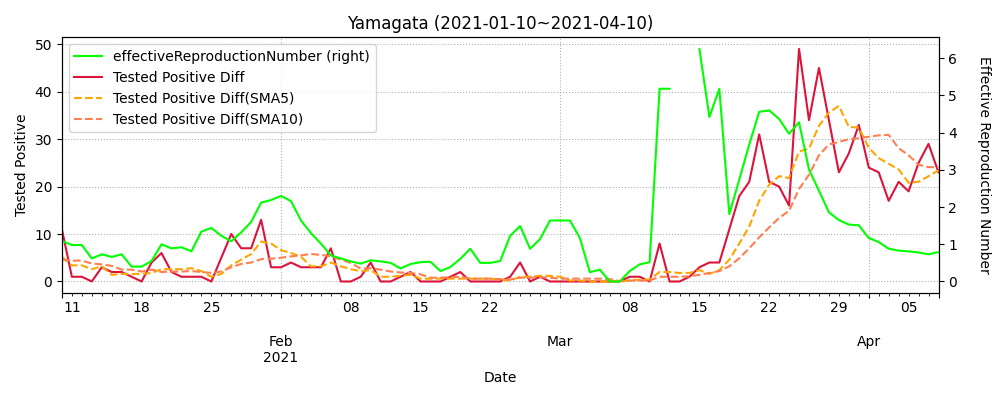 Yamagata (2021-01-10~2021-04-10)
effectiveReproductionNumber (right)
Tested Positive Diff
Tested Positive Diff(SMA5)
Tested Positive Diff(SMA10)
Tested Positive
50
40
30
20
10
0
Effective Reproduction Number
6
5
4
3
2
1
0
11 18 25 08 15 22 08 15 22 29 05
Feb Mar Apr
2021
Date